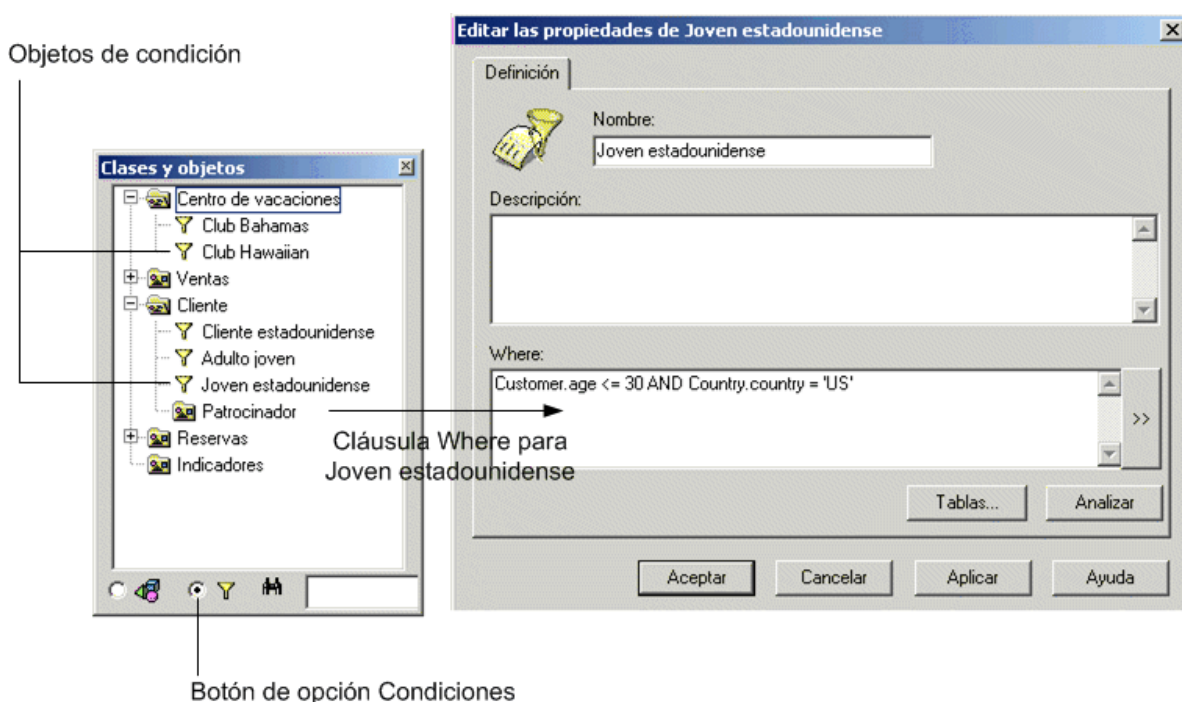 Objetos de condición
Clases y objetos
Centro de vacaciones
Club Bahamas
Club Hawaiian
Ventas
Cliente
Cliente estadounidense
Adulto joven
Joven estadounidense
Patrocinador
Reservas
Indicadores
Botón de opción Condiciones
Cláusula Where para
Joven estadounidense
Editar las propiedades de Joven estadounidense
Definición
Nombre:
Joven estadounidense
Descripción:
Where:
Customer.age <= 30 AND Country.country = 'US'
>>
Tablas...
Analizar
Aceptar
Cancelar
Aplicar
Ayuda